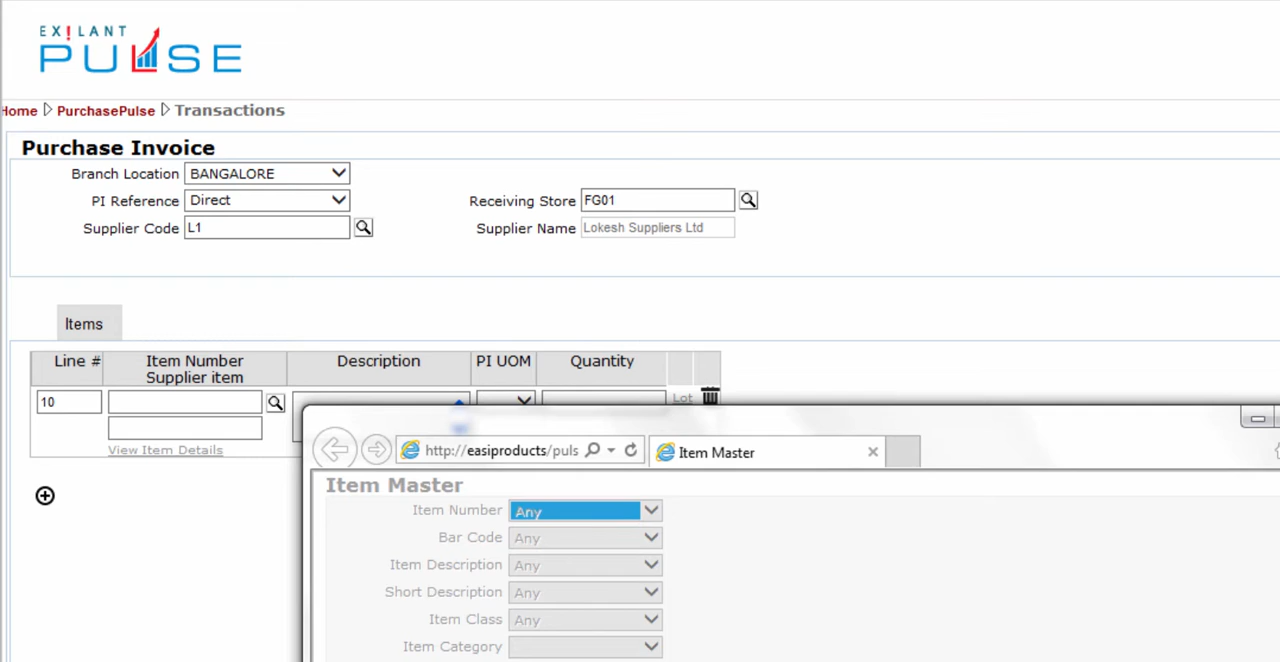 EX!LANT
PULSE
Home PurchasePulse Transactions
Purchase Invoice
Branch Location BANGALORE
PI Reference Direct Receiving Store FG01
Supplier Code L1 Supplier Name Lokesh Suppliers Ltd
Items
Line # Item Number Description PI UOM Quantity
Supplier item
10 Lot
View Item Details
http://easiproducts/puls Item Master
Item Master
Item Number Any
Bar Code Any
Item Description Any
Short Description Any
Item Class Any
Item Category